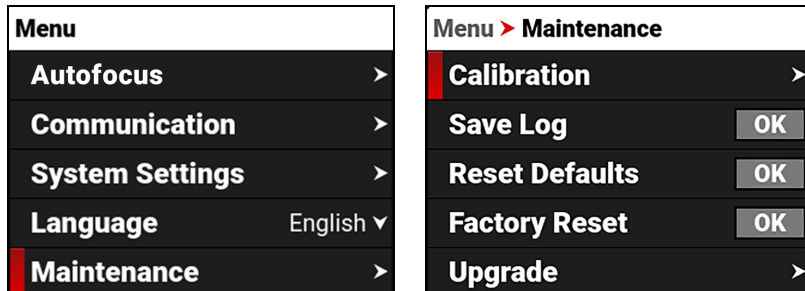 Menu
Autofocus
Communication
System Settings
Language English
Maintenance
Menu > Maintenance
Calibration
Save Log OK
Reset Defaults OK
Factory Reset OK
Upgrade